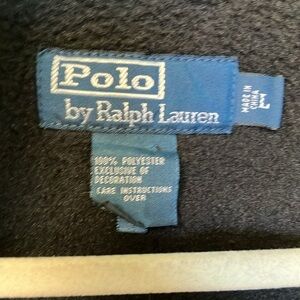 Polo
by Ralph Lauren
MADE IN
CHINA
L
100% POLYESTER
EXCLUSIVE OF
DECORATION
CARE INSTRUCTIONS
OVER